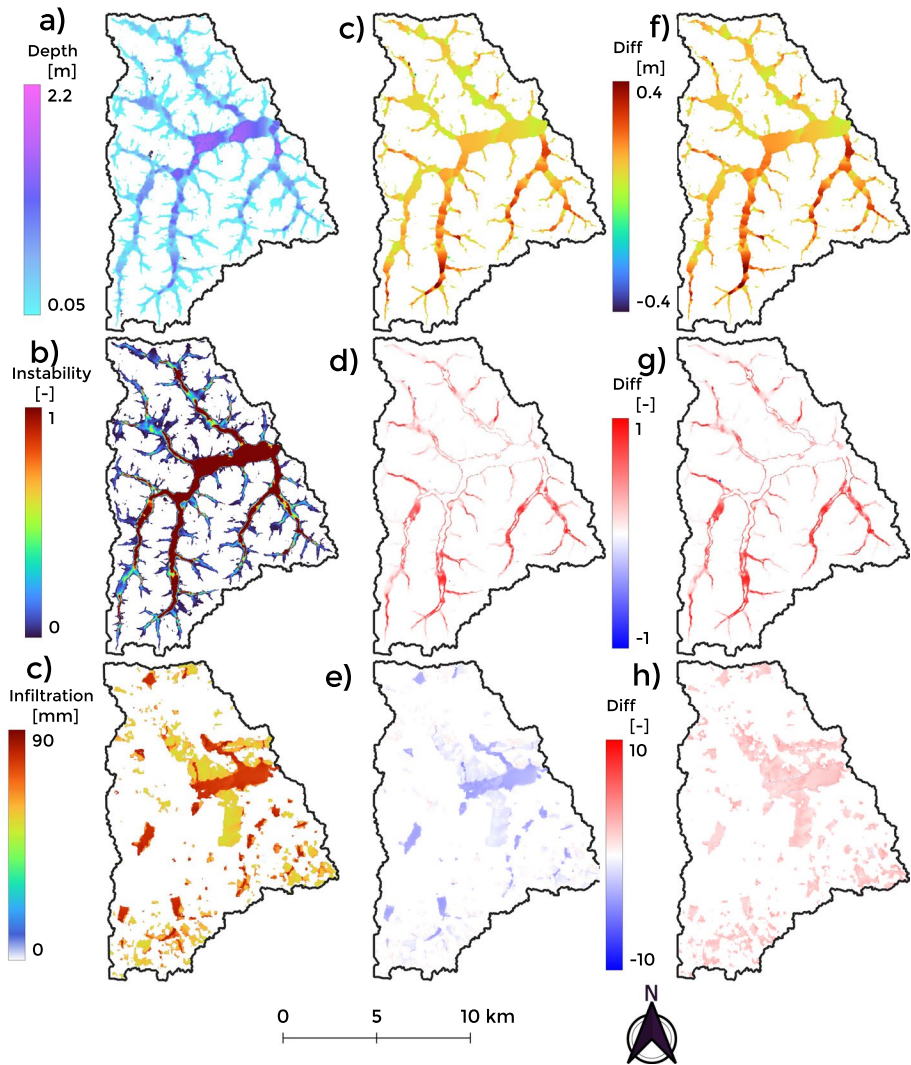 a)
Depth
[m]
2.2
0.05
c)
f)
Diff
[m]
0.4
-0.4
b)
Instability
[-]
1
0
d)
g)
Diff
[-]
1
-1
c)
Infiltration
[mm]
90
0
e)
h)
Diff
[-]
10
-10
0
5
10 km
N